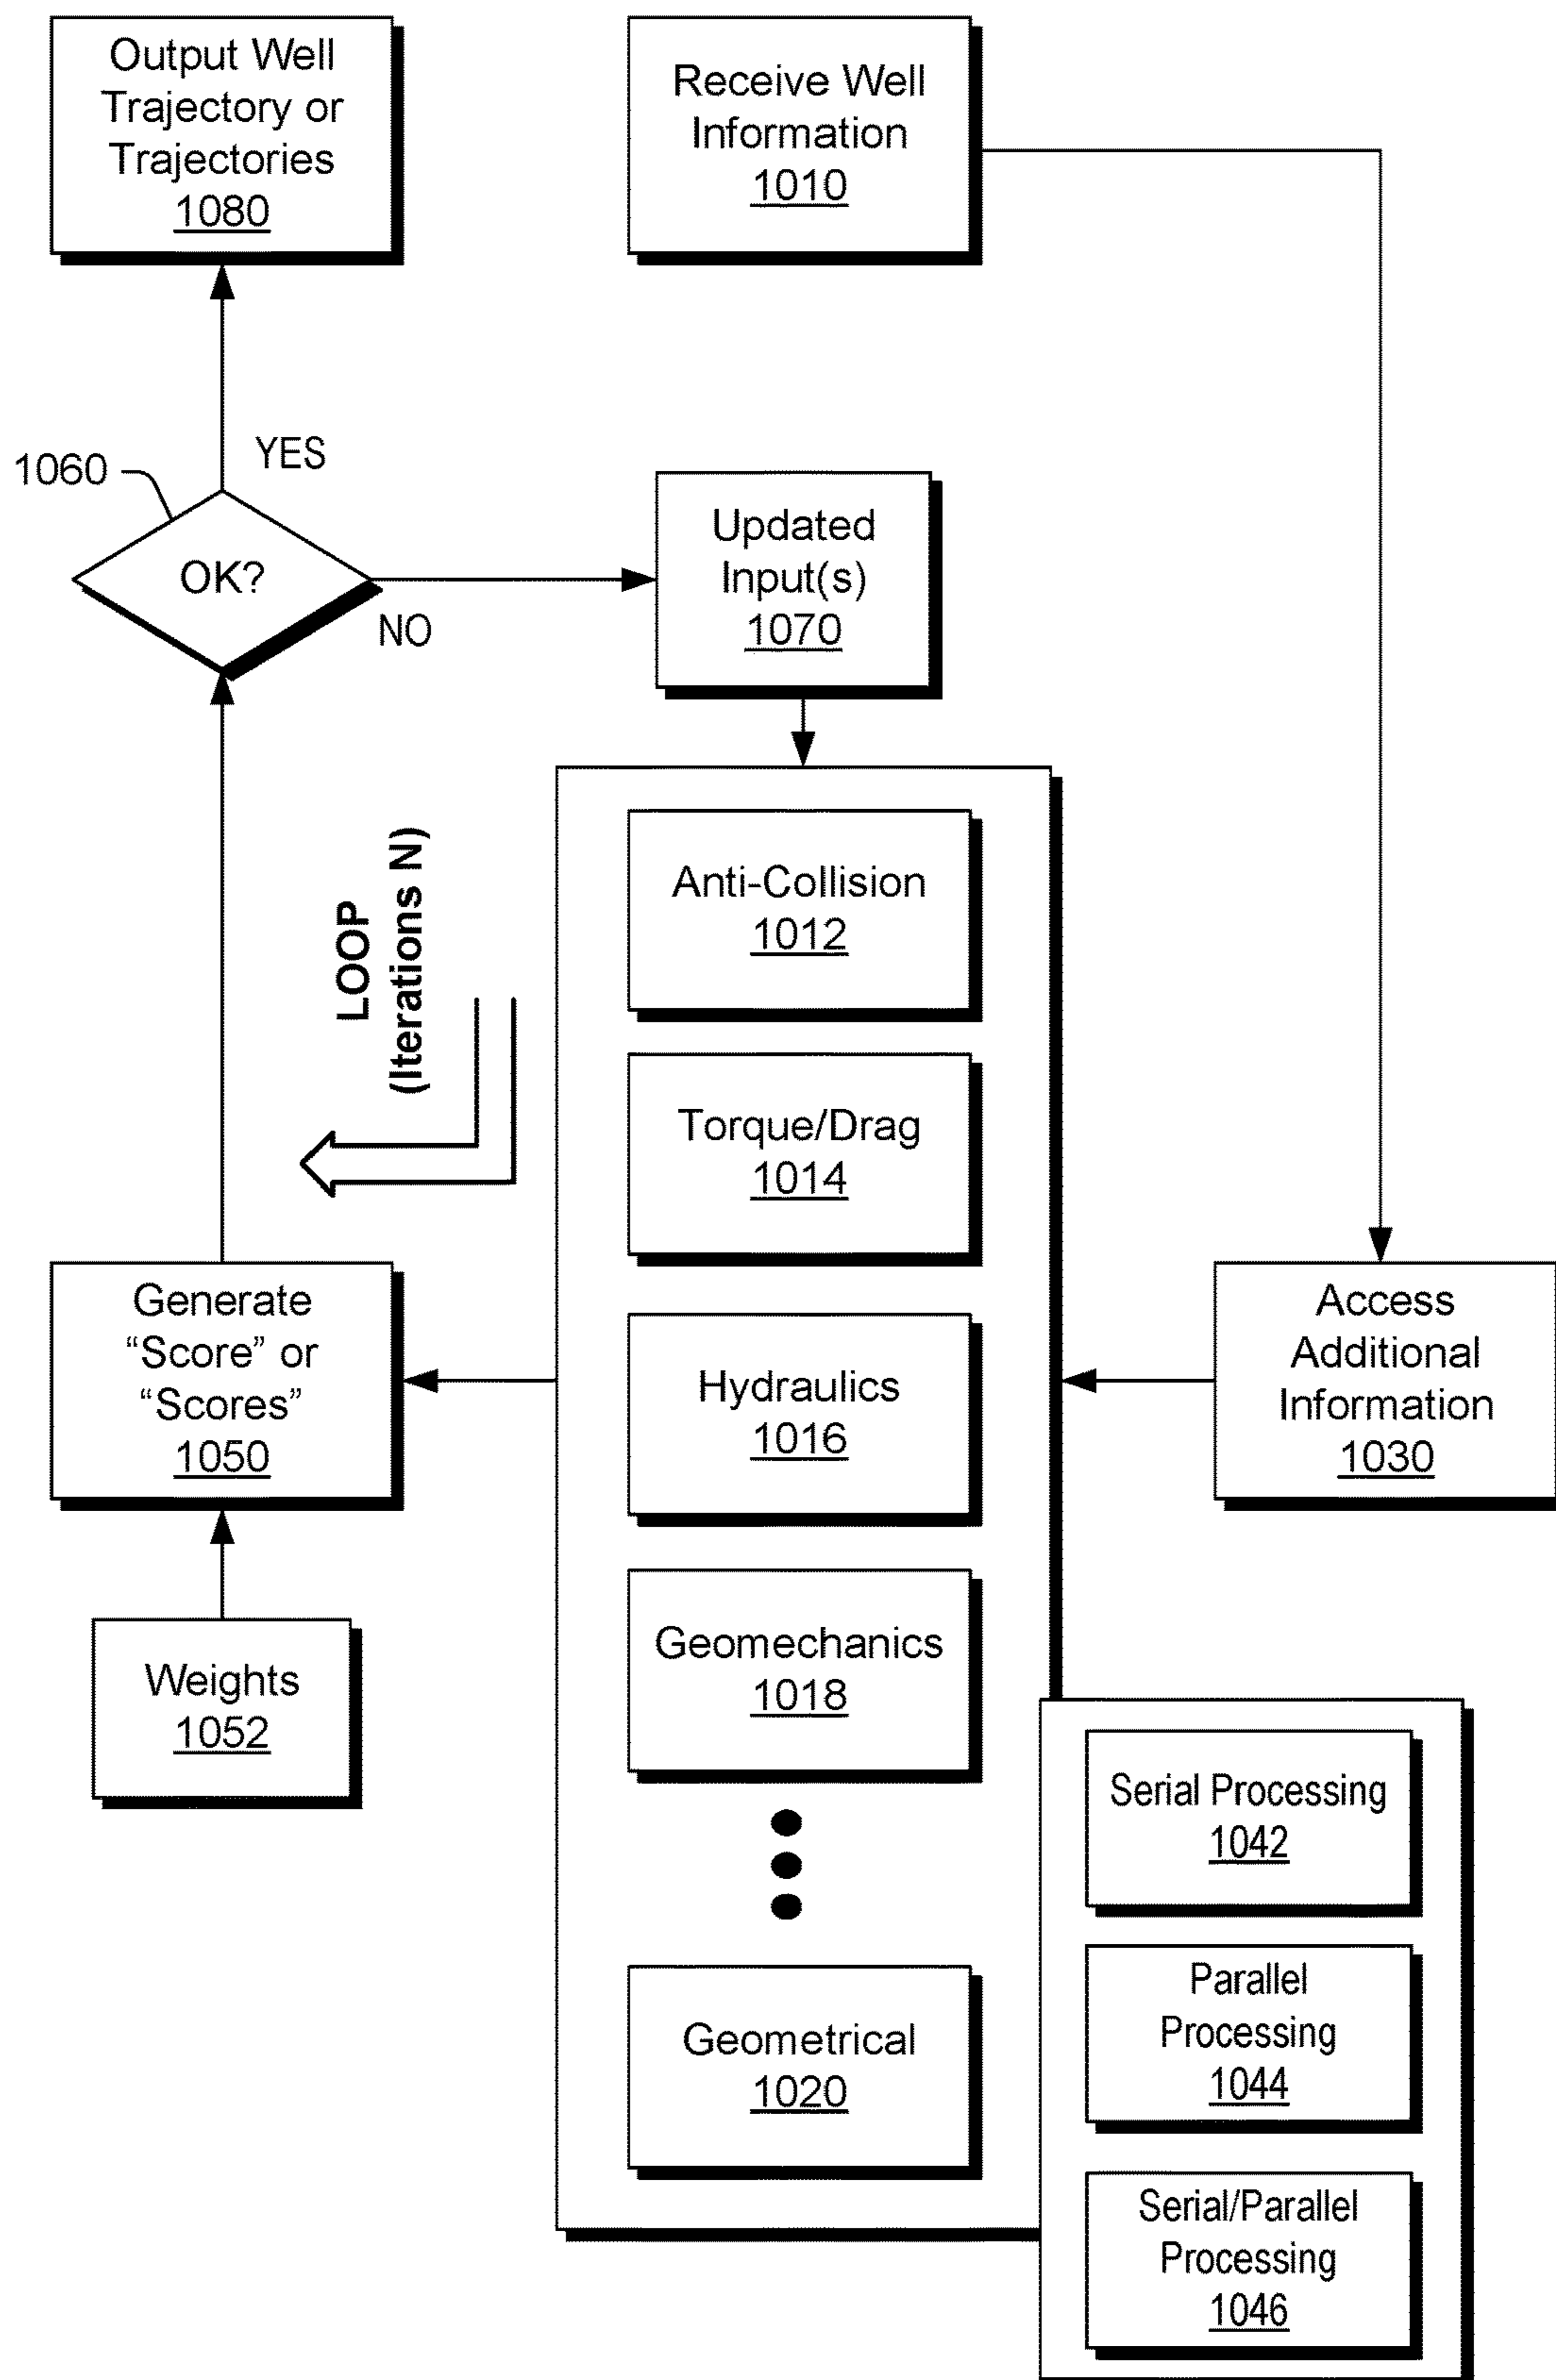 Output Well
Trajectory or
Trajectories
1080
Receive Well
Information
1010
1060
YES
OK?
NO
Updated
Input(s)
1070
LOOP
(Iterations N)
Anti-Collision
1012
Torque/Drag
1014
Hydraulics
1016
Geomechanics
1018
Geometrical
1020
Generate
“Score” or
“Scores”
1050
Weights
1052
Access
Additional
Information
1030
Serial Processing
1042
Parallel
Processing
1044
Serial/Parallel
Processing
1046